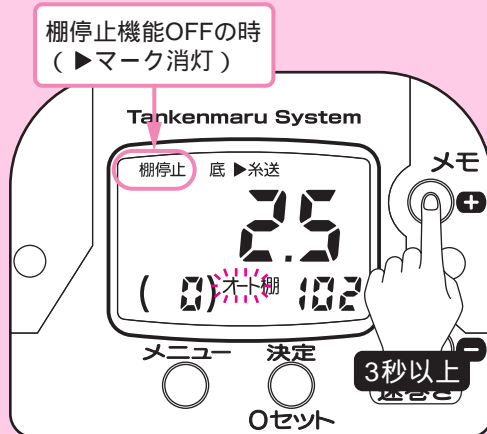 棚停止機能OFFの時
(▶マーク消灯)
Tankenmaru System
棚停止 底 ▶糸送
メモ
+
2.5
(0) オート棚 102
メニュー 決定
−
3秒以上
0セット